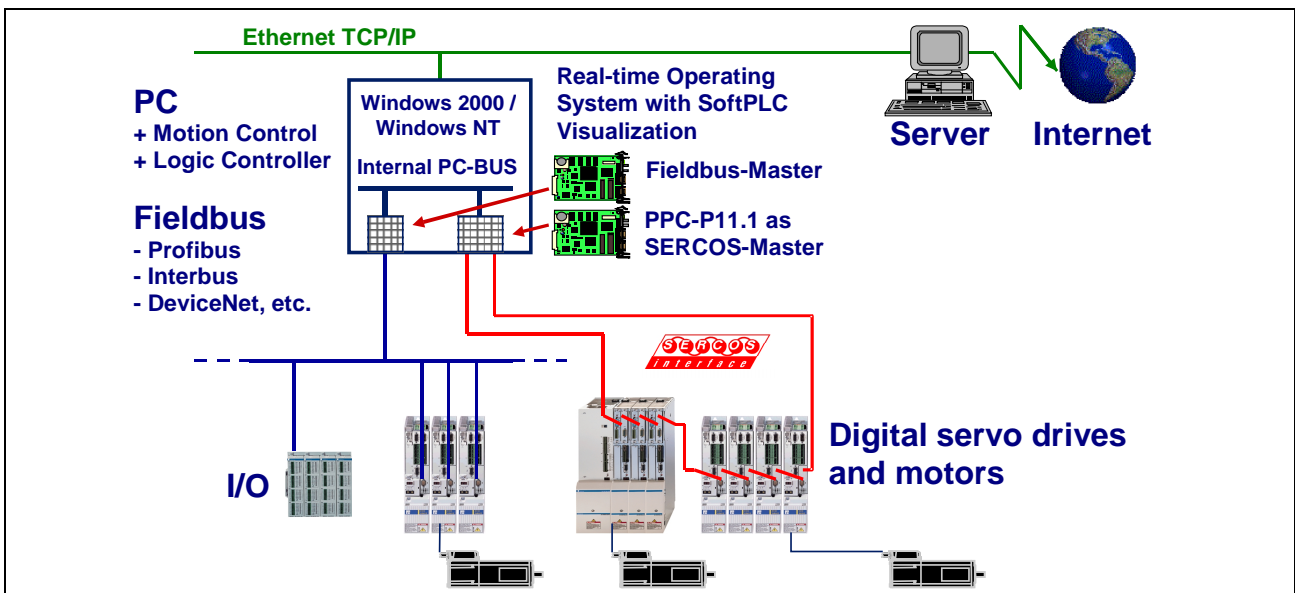 Ethernet TCP/IP
PC
+ Motion Control
+ Logic Controller
Fieldbus
- Profibus
- Interbus
- DeviceNet, etc.
Windows 2000 /
Windows NT
Internal PC-BUS
Real-time Operating
System with SoftPLC
Visualization
Fieldbus-Master
PPC-P11.1 as
SERCOS-Master
Server
Internet
SERCOS
interface
I/O
Digital servo drives
and motors